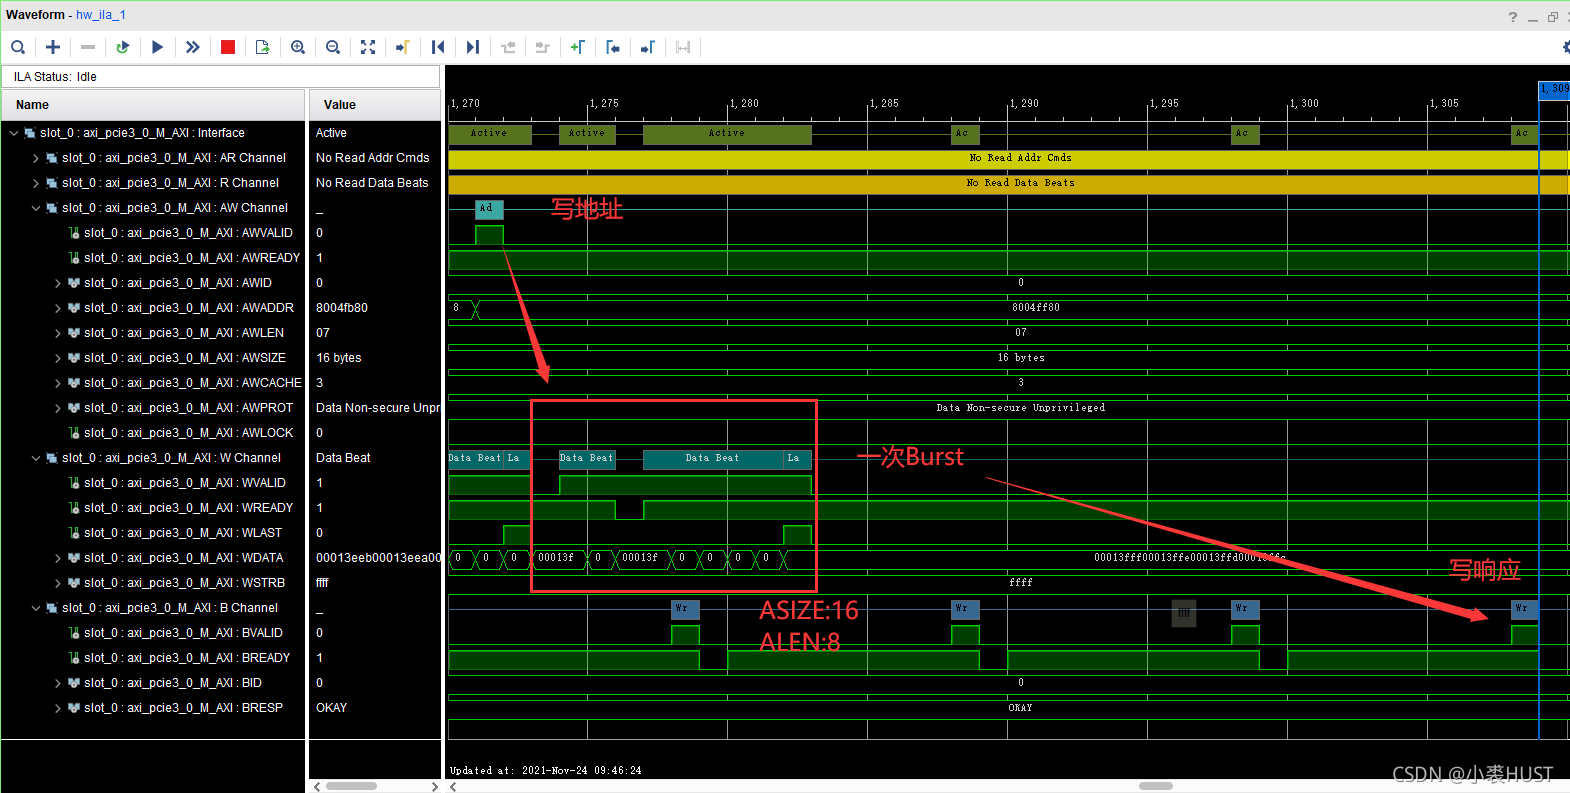 Waveform - hw_ila_1
ILA Status: Idle
Name Value
1,270 1,275 1,280 1,285 1,290 1,295 1,300 1,305 1,309
slot_0 : axi_pcie3_0_M_AXI : Interface Active Active Active Active Ac Ac Ac
slot_0 : axi_pcie3_0_M_AXI : AR Channel No Read Addr Cmds No Read Addr Cmds
slot_0 : axi_pcie3_0_M_AXI : R Channel No Read Data Beats No Read Data Beats
slot_0 : axi_pcie3_0_M_AXI : AW Channel _ Ad 写地址
slot_0 : axi_pcie3_0_M_AXI : AWVALID 0
slot_0 : axi_pcie3_0_M_AXI : AWREADY 1
slot_0 : axi_pcie3_0_M_AXI : AWID 0 0
slot_0 : axi_pcie3_0_M_AXI : AWADDR 8004fb80 8 8004ff80
slot_0 : axi_pcie3_0_M_AXI : AWLEN 07 07
slot_0 : axi_pcie3_0_M_AXI : AWSIZE 16 bytes 16 bytes
slot_0 : axi_pcie3_0_M_AXI : AWCACHE 3 3
slot_0 : axi_pcie3_0_M_AXI : AWPROT Data Non-secure Unpr Data Non-secure Unprivileged
slot_0 : axi_pcie3_0_M_AXI : AWLOCK 0
slot_0 : axi_pcie3_0_M_AXI : W Channel Data Beat Data Beat La Data Beat Data Beat La 一次Burst
slot_0 : axi_pcie3_0_M_AXI : WVALID 1
slot_0 : axi_pcie3_0_M_AXI : WREADY 1
slot_0 : axi_pcie3_0_M_AXI : WLAST 0
slot_0 : axi_pcie3_0_M_AXI : WDATA 00013eeb00013eea00 0 0 0 00013f 0 00013f 0 0 0 0 00013fff00013ffe00013ffd00013ffc
写响应
slot_0 : axi_pcie3_0_M_AXI : WSTRB ffff ffff
slot_0 : axi_pcie3_0_M_AXI : B Channel _ Wr Wr ffff Wr Wr
ASIZE:16
slot_0 : axi_pcie3_0_M_AXI : BVALID 0
ALEN:8
slot_0 : axi_pcie3_0_M_AXI : BREADY 1
slot_0 : axi_pcie3_0_M_AXI : BID 0 0
slot_0 : axi_pcie3_0_M_AXI : BRESP OKAY OKAY
Updated at: 2021-Nov-24 09:46:24
CSDN @小裘HUST